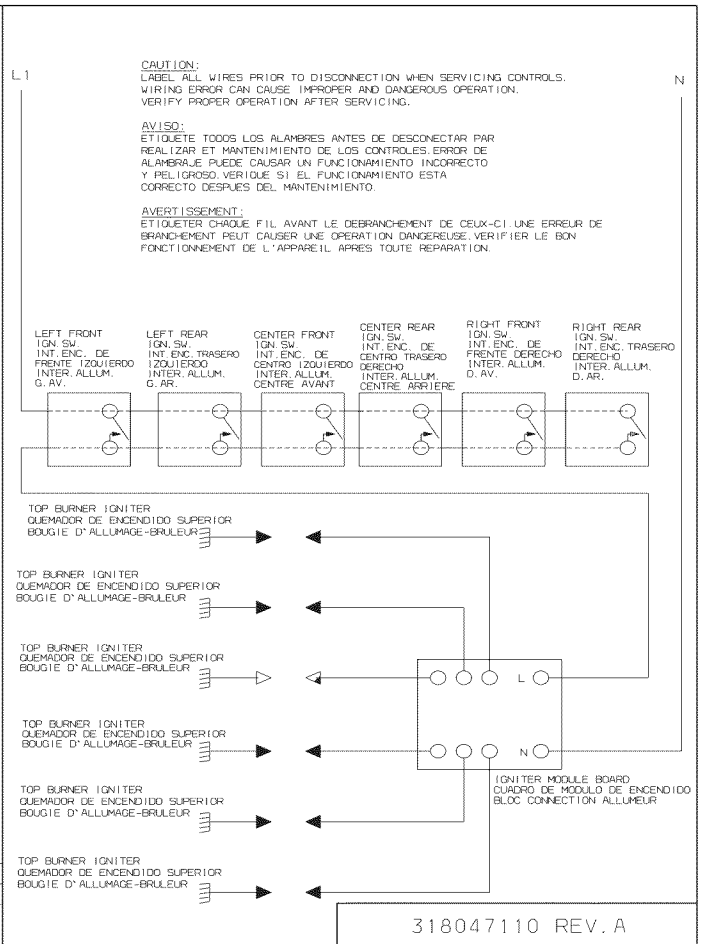 L1
N
CAUTION:
LABEL ALL WIRES PRIOR TO DISCONNECTION WHEN SERVICING CONTROLS.
WIRING ERROR CAN CAUSE IMPROPER AND DANGEROUS OPERATION.
VERIFY PROPER OPERATION AFTER SERVICING.
AVISO:
ETIQUETE TODOS LOS ALAMBRES ANTES DE DESCONECTAR PAR
REALIZAR ET MANTENIMIENTO DE LOS CONTROLES. ERROR DE
ALAMBRAJE PUEDE CAUSAR UN FUNCIONAMIENTO INCORRECTO
Y PELIGROSO. VERIQUE SI EL FUNCIONAMIENTO ESTA
CORRECTO DESPUES DEL MANTENIMIENTO.
AVERTISSEMENT:
ETIQUETER CHAQUE FIL AVANT LE DEBRANCHEMENT DE CEUX-CI. UNE ERREUR DE
BRANCHEMENT PEUT CAUSER UNE OPERATION DANGEREUSE. VERIFIER LE BON
FONCTIONNEMENT DE L'APPAREIL APRES TOUTE REPARATION.
LEFT FRONT
IGN. SW.
INT. ENC. DE
FRENTE IZQUIERDO
INTER. ALLUM.
G. AV.
LEFT REAR
IGN. SW.
INT. ENC. TRASERO
IZQUIERDO
INTER. ALLUM.
G. AR.
CENTER FRONT
IGN. SW.
INT. ENC. DE
CENTRO IZQUIERDO
INTER. ALLUM.
CENTRE AVANT
CENTER REAR
IGN. SW.
INT. ENC. DE
CENTRO TRASERO
DERECHO
INTER. ALLUM.
CENTRE ARRIERE
RIGHT FRONT
IGN. SW.
INT. ENC. DE
FRENTE DERECHO
INTER. ALLUM.
D. AV.
RIGHT REAR
IGN. SW.
INT. ENC. TRASERO
DERECHO
INTER. ALLUM.
D. AR.
TOP BURNER IGNITER
QUEMADOR DE ENCENDIDO SUPERIOR
BOUGIE D'ALLUMAGE-BRULEUR
TOP BURNER IGNITER
QUEMADOR DE ENCENDIDO SUPERIOR
BOUGIE D'ALLUMAGE-BRULEUR
TOP BURNER IGNITER
QUEMADOR DE ENCENDIDO SUPERIOR
BOUGIE D'ALLUMAGE-BRULEUR
L
TOP BURNER IGNITER
QUEMADOR DE ENCENDIDO SUPERIOR
BOUGIE D'ALLUMAGE-BRULEUR
N
IGNITER MODULE BOARD
CUADRO DE MODULO DE ENCENDIDO
BLOC CONNECTION ALLUMEUR
TOP BURNER IGNITER
QUEMADOR DE ENCENDIDO SUPERIOR
BOUGIE D'ALLUMAGE-BRULEUR
TOP BURNER IGNITER
QUEMADOR DE ENCENDIDO SUPERIOR
BOUGIE D'ALLUMAGE-BRULEUR
318047110 REV. A